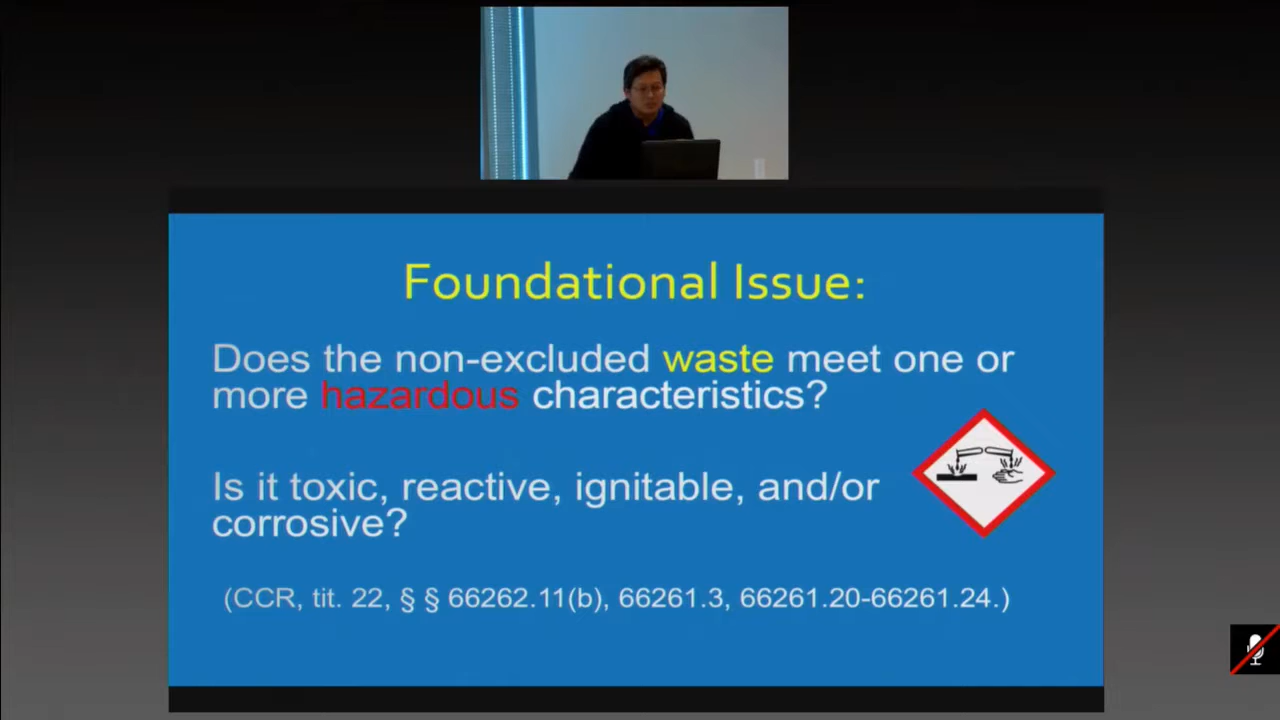 Foundational Issue:
Does the non-excluded waste meet one or
more hazardous characteristics?
Is it toxic, reactive, ignitable, and/or
corrosive?
(CCR, tit. 22, § § 66262.11(b), 66261.3, 66261.20-66261.24.)